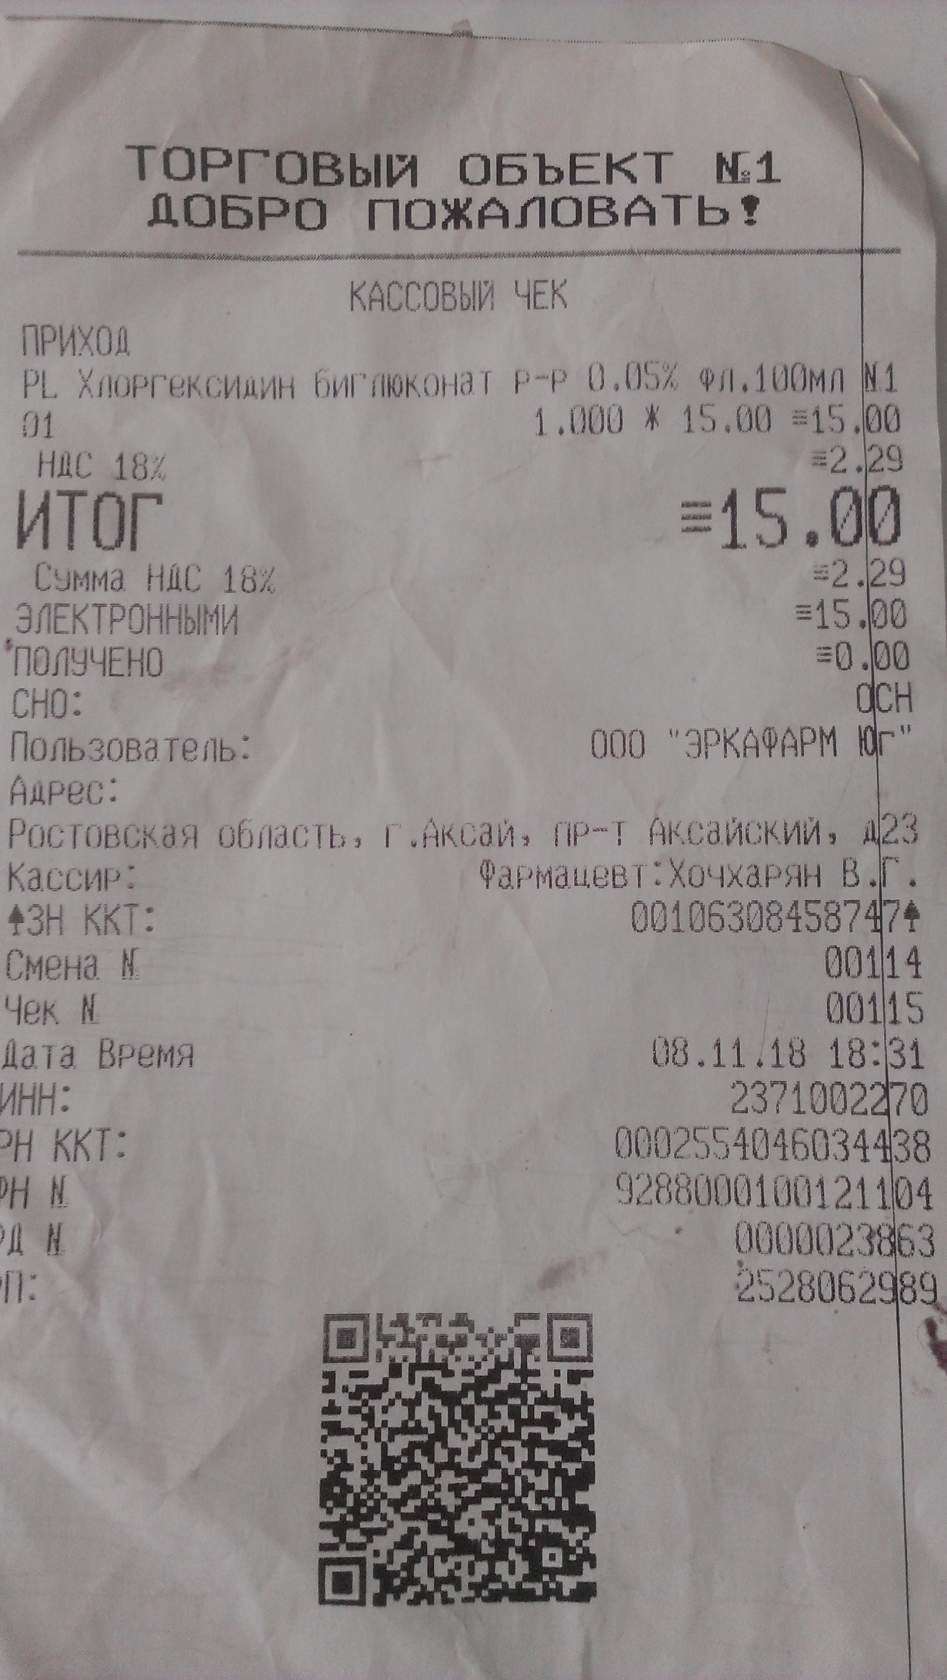 ТОРГОВЫЙ ОБЪЕКТ №1
ДОБРО ПОЖАЛОВАТЬ!
КАССОВЫЙ ЧЕК
ПРИХОД
PL Хлоргексидин биглюконат р-р 0.05% фл.100мл N1
01 1.000 * 15.00 ≡15.00
НДС 18% ≡2.29
ИТОГ ≡15.00
Сумма НДС 18% ≡2.29
ЭЛЕКТРОННЫМИ ≡15.00
ПОЛУЧЕНО ≡0.00
СНО: ОСН
Пользователь: ООО "ЭРКАФАРМ Юг"
Адрес:
Ростовская область, г.Аксай, пр-т Аксайский, д23
Кассир: Фармацевт:Хочхарян В.Г.
♠ЗН ККТ: 00106308458747♠
Смена N 00114
Чек N 00115
Дата Время 08.11.18 18:31
ИНН: 2371002270
РН ККТ: 0002554046034438
ФН N 9288000100121104
ФД N 0000023863
ФП: 2528062989